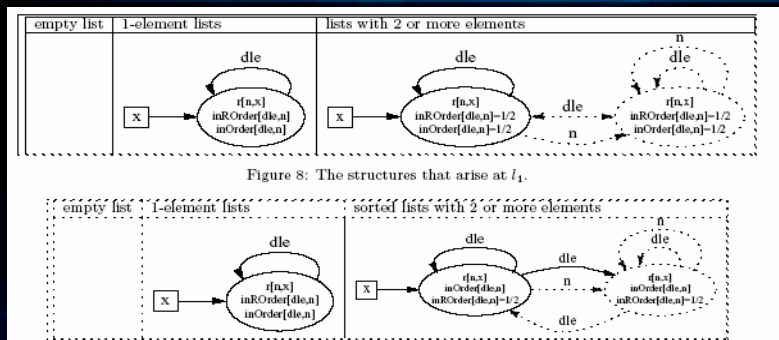 empty list 1-element lists lists with 2 or more elements
n
dle dle dle
r[n,x] r[n,x] r[n,x]
x inROrder[dle,n] x inROrder[dle,n]=1/2 dle inROrder[dle,n]=1/2
inOrder[dle,n] inOrder[dle,n]=1/2 n inOrder[dle,n]=1/2
Figure 8: The structures that arise at l₁.
empty list 1-element lists sorted lists with 2 or more elements
n
dle dle dle
dle
r[n,x] r[n,x] r[n,x]
x inROrder[dle,n] x inOrder[dle,n] n inOrder[dle,n]
inOrder[dle,n] inROrder[dle,n]=1/2 inROrder[dle,n]=1/2
dle